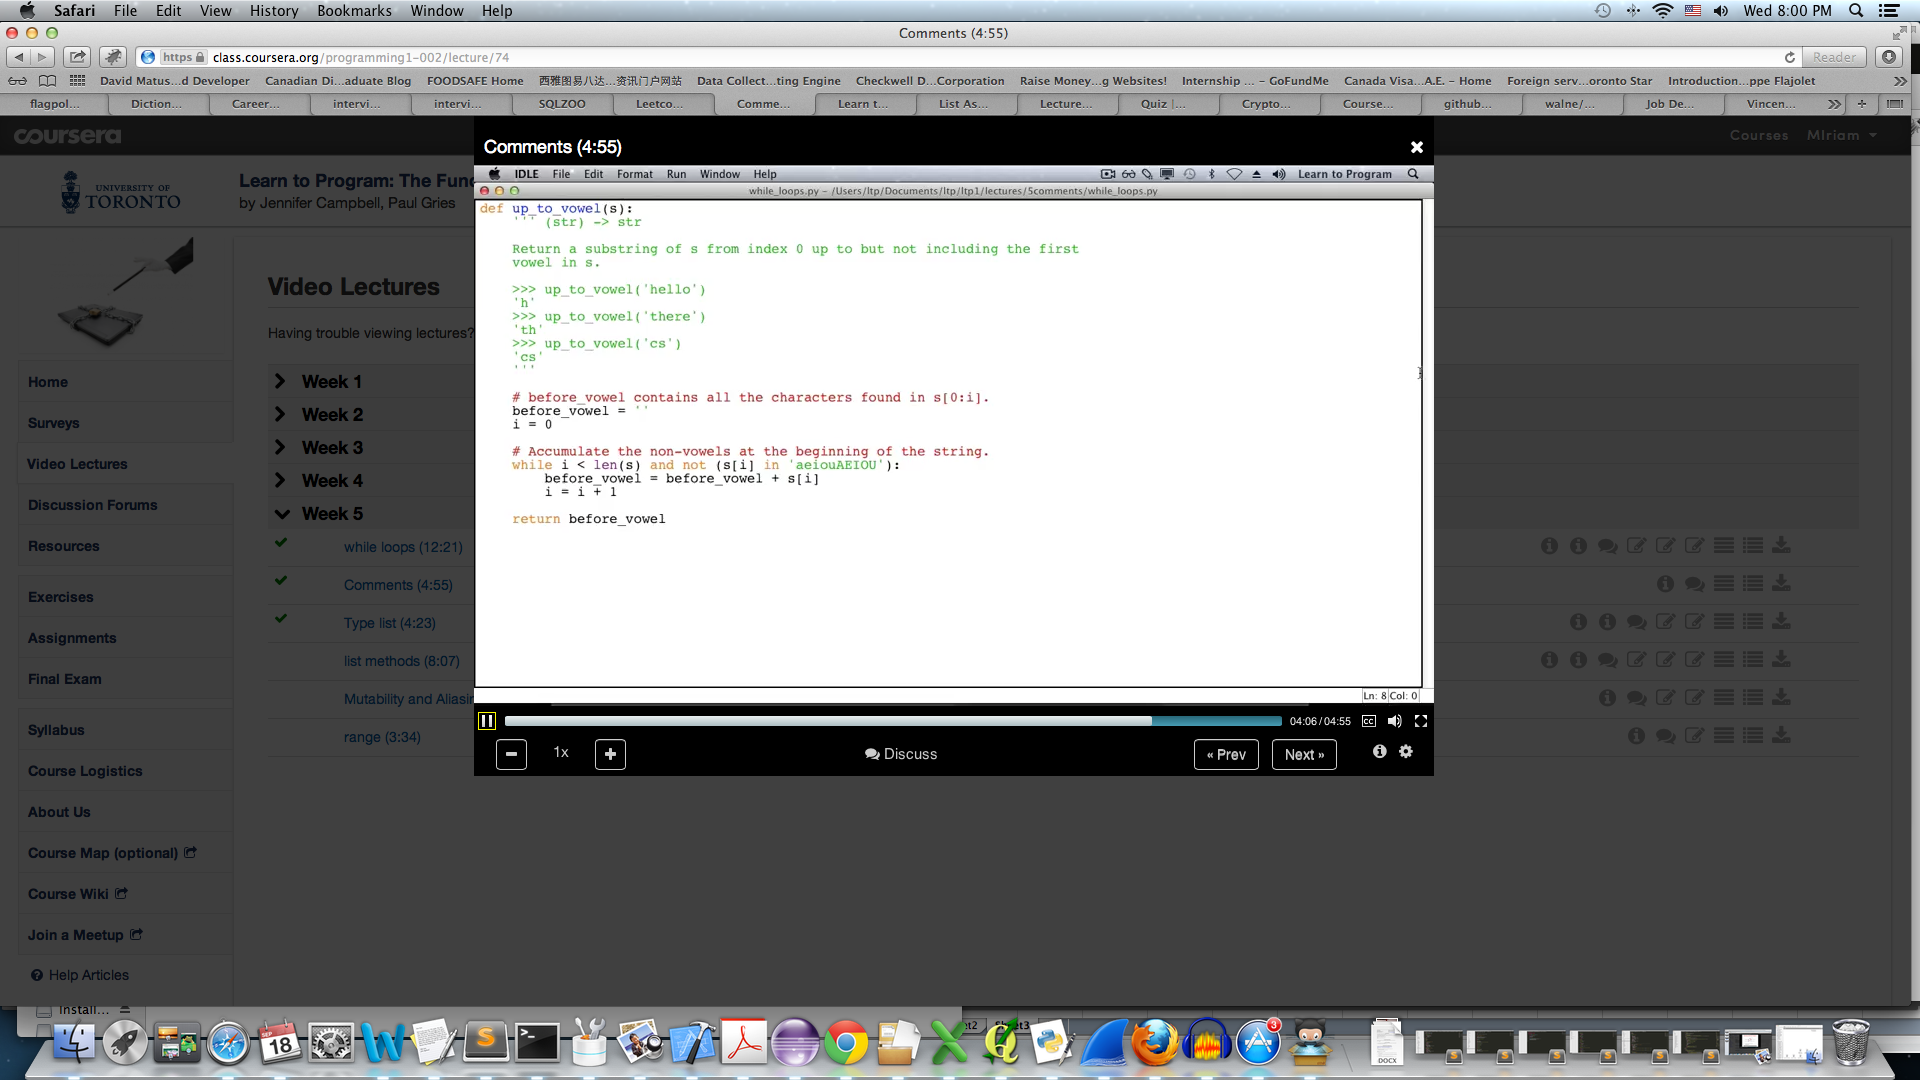 Safari File Edit View History Bookmarks Window Help
Wed 8:00 PM
Comments (4:55)
https class.coursera.org/programming1-002/lecture/74
Reader
David Matus...d Developer Canadian Di...aduate Blog FOODSAFE Home 西雅图易八达...资讯门户网站 Data Collect...ting Engine Checkwell D...Corporation Raise Money...g Websites! Internship ... – GoFundMe Canada Visa...A.E. – Home Foreign serv...oronto Star Introduction...ppe Flajolet
flagpol... Diction... Career... intervi... intervi... SQLZOO Leetco... Comme... Learn t... List As... Lecture... Quiz |... Crypto... Course... github... walne/... Job De... Vincen...
coursera
Courses MIriam
UNIVERSITY OF
TORONTO
Learn to Program: The Fun
by Jennifer Campbell, Paul Gries
Home
Surveys
Video Lectures
Discussion Forums
Resources
Exercises
Assignments
Final Exam
Syllabus
Course Logistics
About Us
Course Map (optional)
Course Wiki
Join a Meetup
Help Articles
Video Lectures
Having trouble viewing lectures?
Week 1
Week 2
Week 3
Week 4
Week 5
while loops (12:21)
Comments (4:55)
Type list (4:23)
list methods (8:07)
Mutability and Aliasin
range (3:34)
Comments (4:55)
IDLE File Edit Format Run Window Help
Learn to Program
while_loops.py – /Users/ltp/Documents/ltp/ltp1/lectures/5comments/while_loops.py
def up_to_vowel(s):
''' (str) -> str
Return a substring of s from index 0 up to but not including the first
vowel in s.
>>> up_to_vowel('hello')
'h'
>>> up_to_vowel('there')
'th'
>>> up_to_vowel('cs')
'cs'
'''
# before_vowel contains all the characters found in s[0:i].
before_vowel = ''
i = 0
# Accumulate the non-vowels at the beginning of the string.
while i < len(s) and not (s[i] in 'aeiouAEIOU'):
before_vowel = before_vowel + s[i]
i = i + 1
return before_vowel
Ln: 8 Col: 0
04:06 / 04:55
CC
1x
Discuss
« Prev
Next »
Install...
Sheet3
SEP
18
3
DOCX